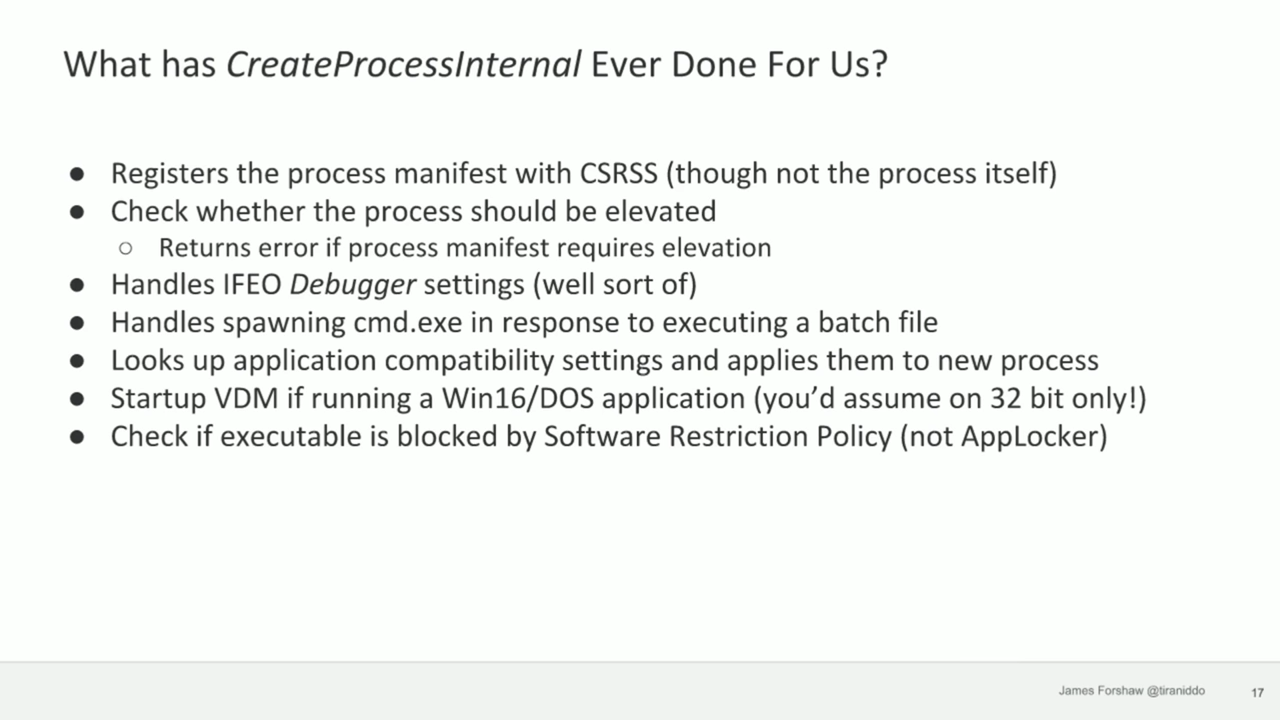 What has CreateProcessInternal Ever Done For Us?
● Registers the process manifest with CSRSS (though not the process itself)
● Check whether the process should be elevated
○ Returns error if process manifest requires elevation
● Handles IFEO Debugger settings (well sort of)
● Handles spawning cmd.exe in response to executing a batch file
● Looks up application compatibility settings and applies them to new process
● Startup VDM if running a Win16/DOS application (you’d assume on 32 bit only!)
● Check if executable is blocked by Software Restriction Policy (not AppLocker)
James Forshaw @tiraniddo 17